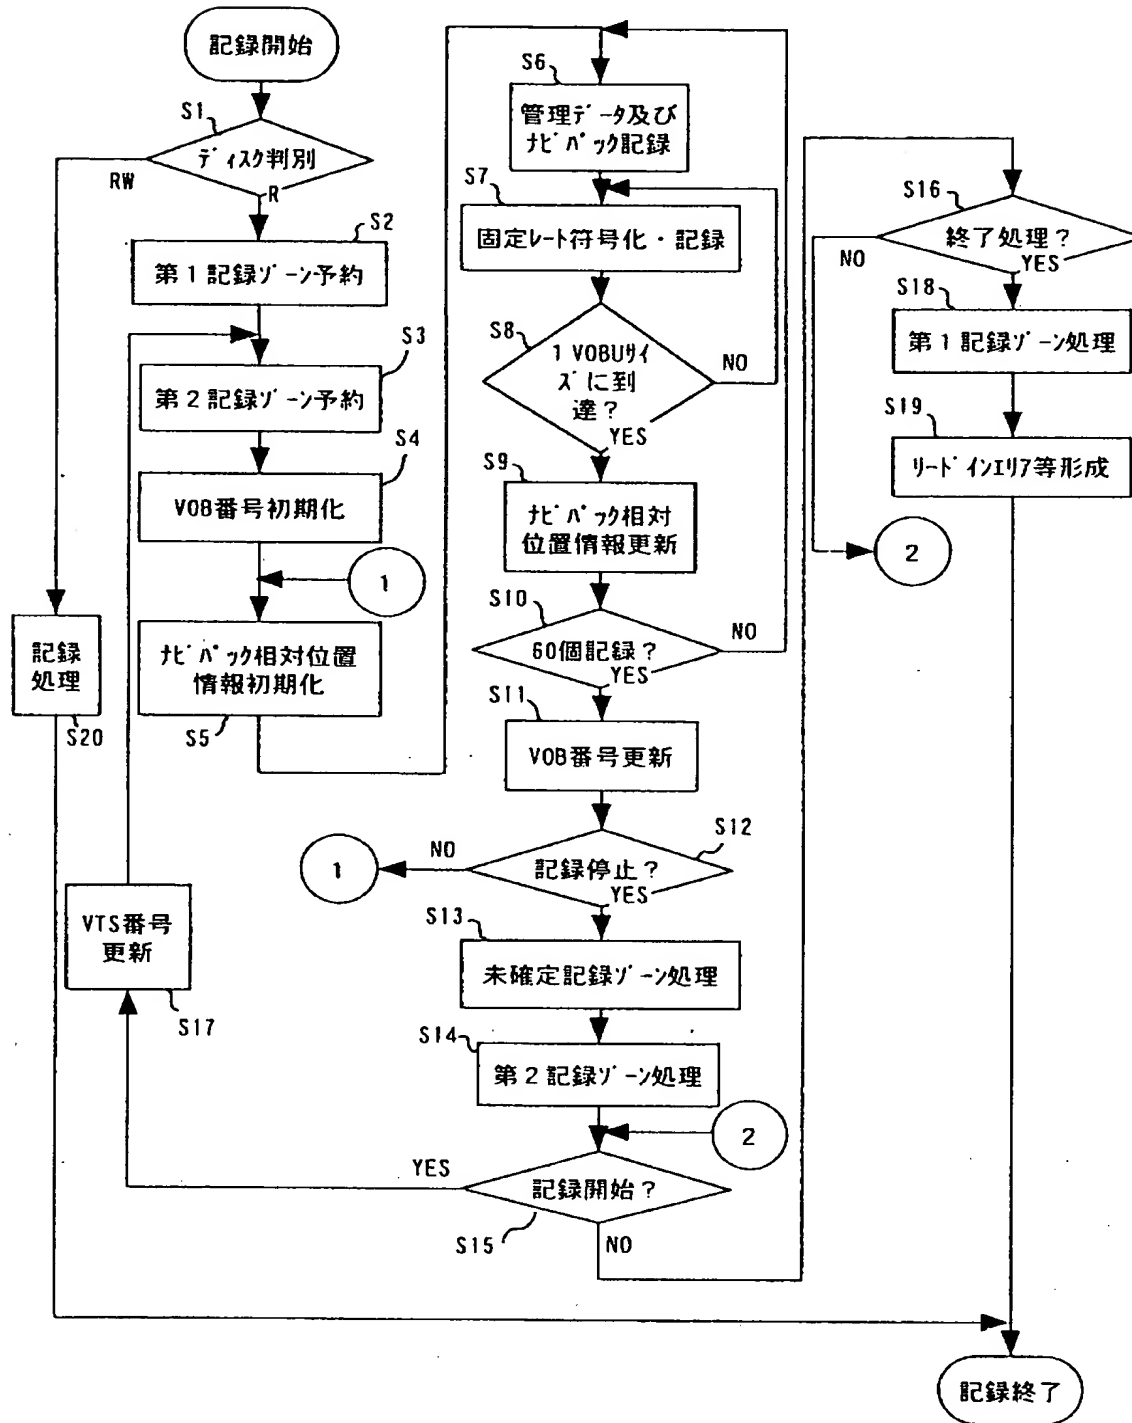 記録開始
S1
ディスク判別
RW
R
S2
第1記録ゾーン予約
S3
第2記録ゾーン予約
S4
VOB番号初期化
1
ナビパック相対位置
情報初期化
S5
記録
処理
S20
VTS番号
更新
S17
S6
管理データ及び
ナビパック記録
S7
固定レート符号化・記録
S8
1 VOBUサイ
ズに到
達?
NO
YES
S9
ナビパック相対
位置情報更新
S10
60個記録?
NO
YES
S11
VOB番号更新
S12
記録停止?
NO
YES
1
S13
未確定記録ゾーン処理
S14
第2記録ゾーン処理
2
記録開始?
YES
S15
NO
S16
終了処理?
NO
YES
S18
第1記録ゾーン処理
S19
リードインエリア等形成
2
記録終了